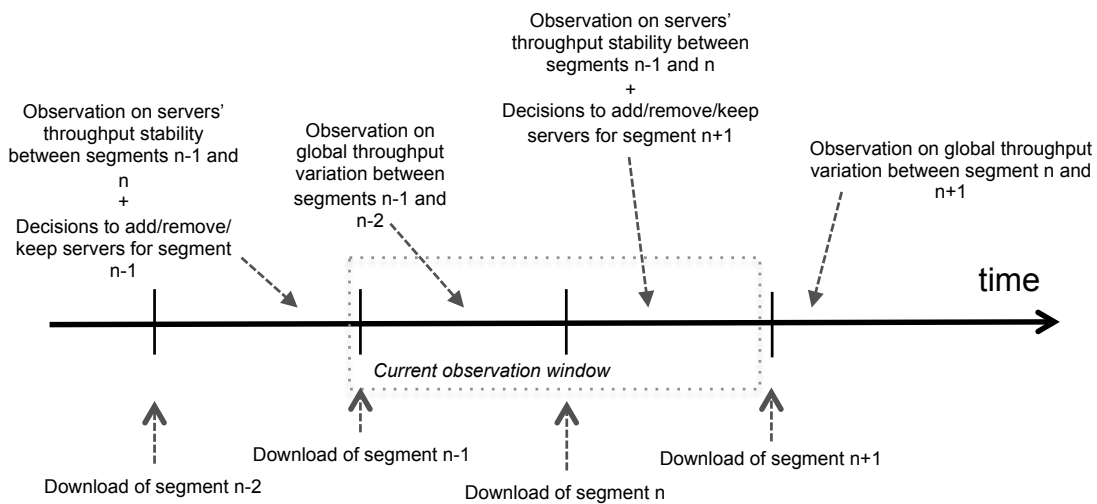 Observation on servers'
throughput stability
between segments n-1 and
n
+
Decisions to add/remove/
keep servers for segment
n-1
Observation on
global throughput
variation between
segments n-1 and
n-2
Observation on servers'
throughput stability between
segments n-1 and n
+
Decisions to add/remove/keep
servers for segment n+1
Observation on global throughput
variation between segment n and
n+1
time
Current observation window
Download of segment n-2
Download of segment n-1
Download of segment n
Download of segment n+1